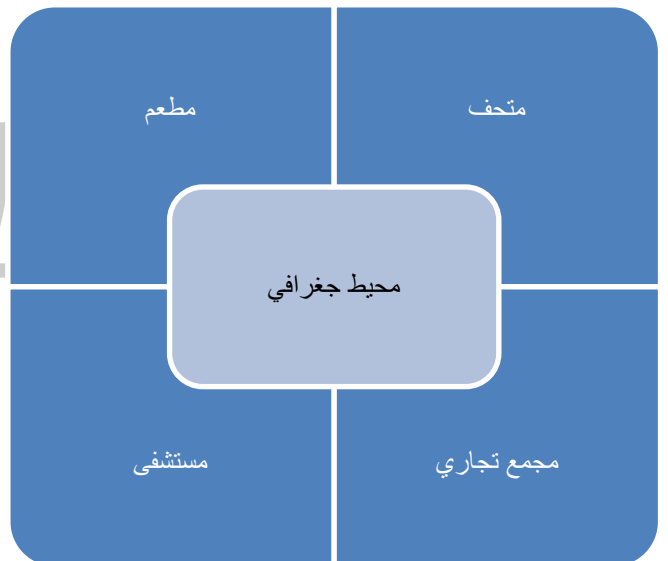 متحف
مطعم
محيط جغرافي
مجمع تجاري
مستشفى